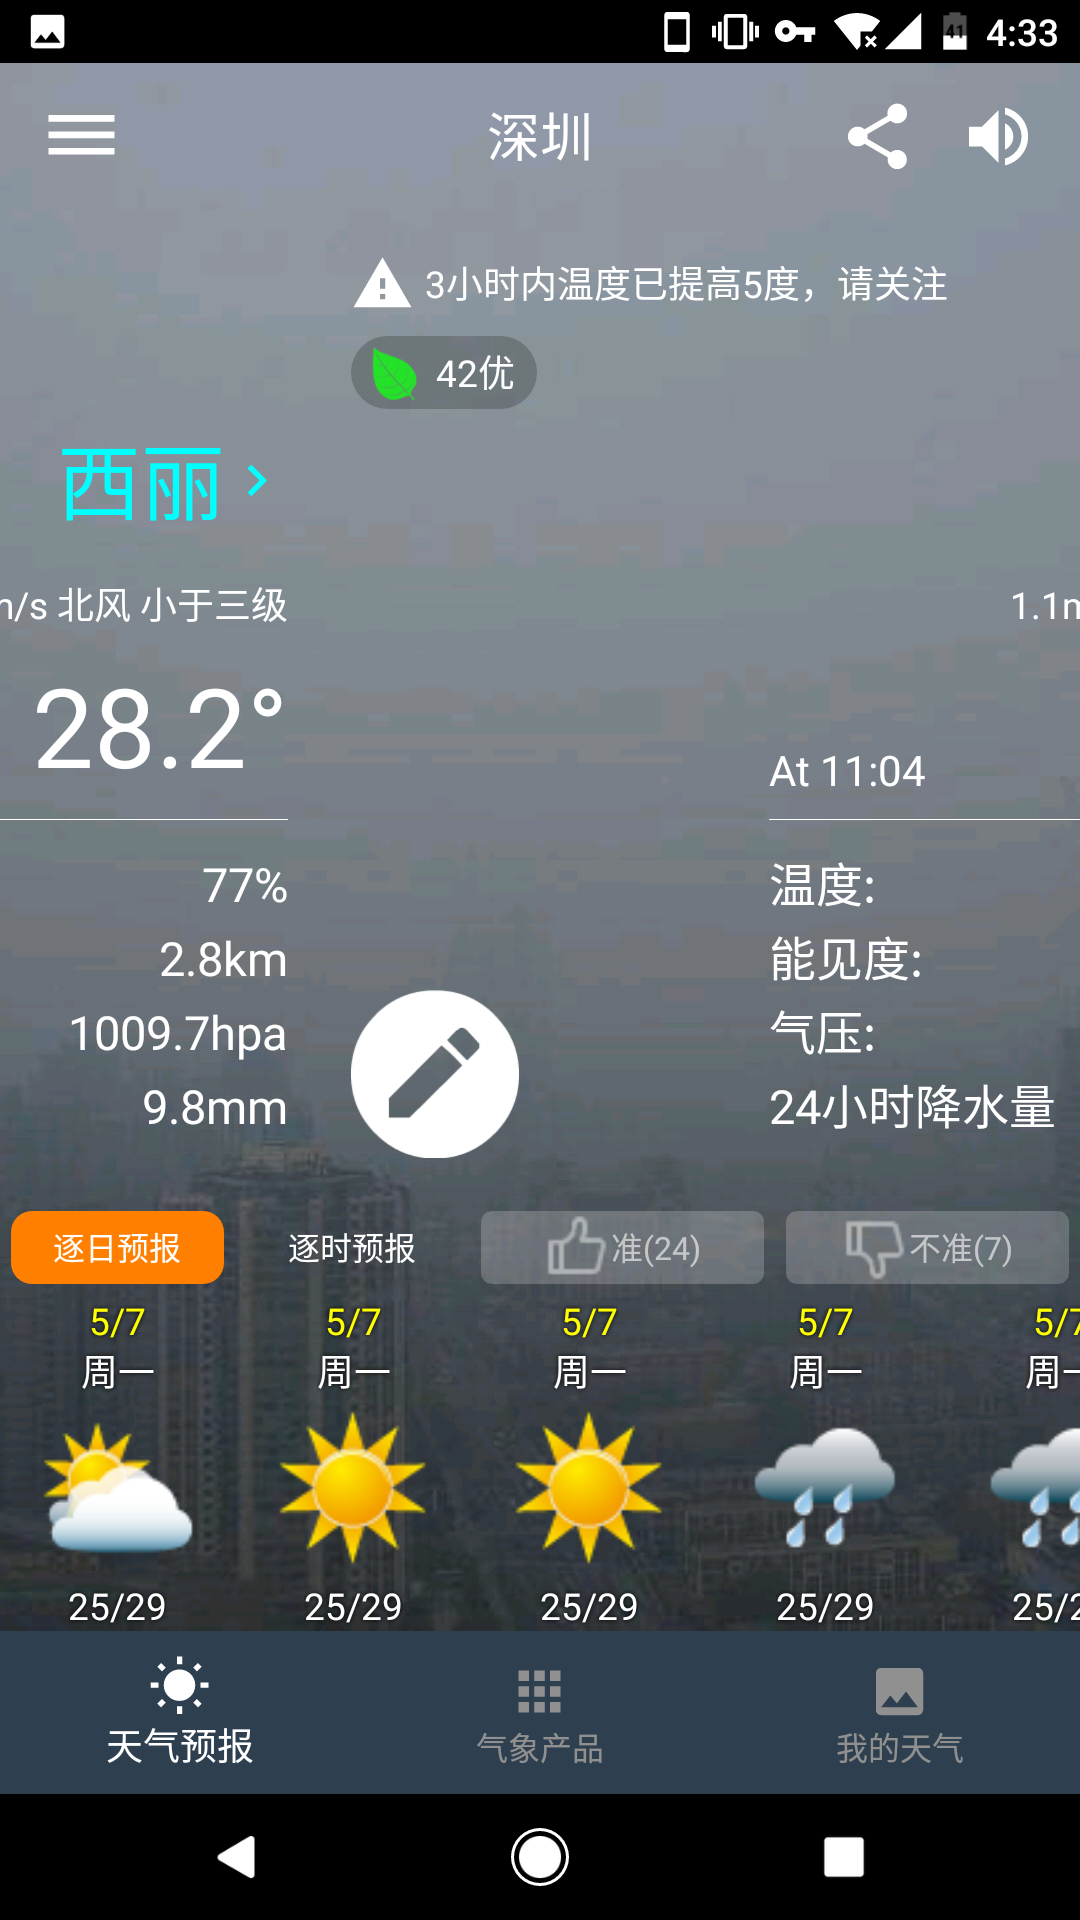 41 4:33
深圳
3小时内温度已提高5度，请关注
42优
西丽
m/s 北风 小于三级 1.1m
28.2°
At 11:04
77% 温度:
2.8km 能见度:
1009.7hpa 气压:
9.8mm 24小时降水量
逐日预报 逐时预报 准(24) 不准(7)
5/7 5/7 5/7 5/7 5/7
周一 周一 周一 周一 周一
25/29 25/29 25/29 25/29 25/2
天气预报 气象产品 我的天气